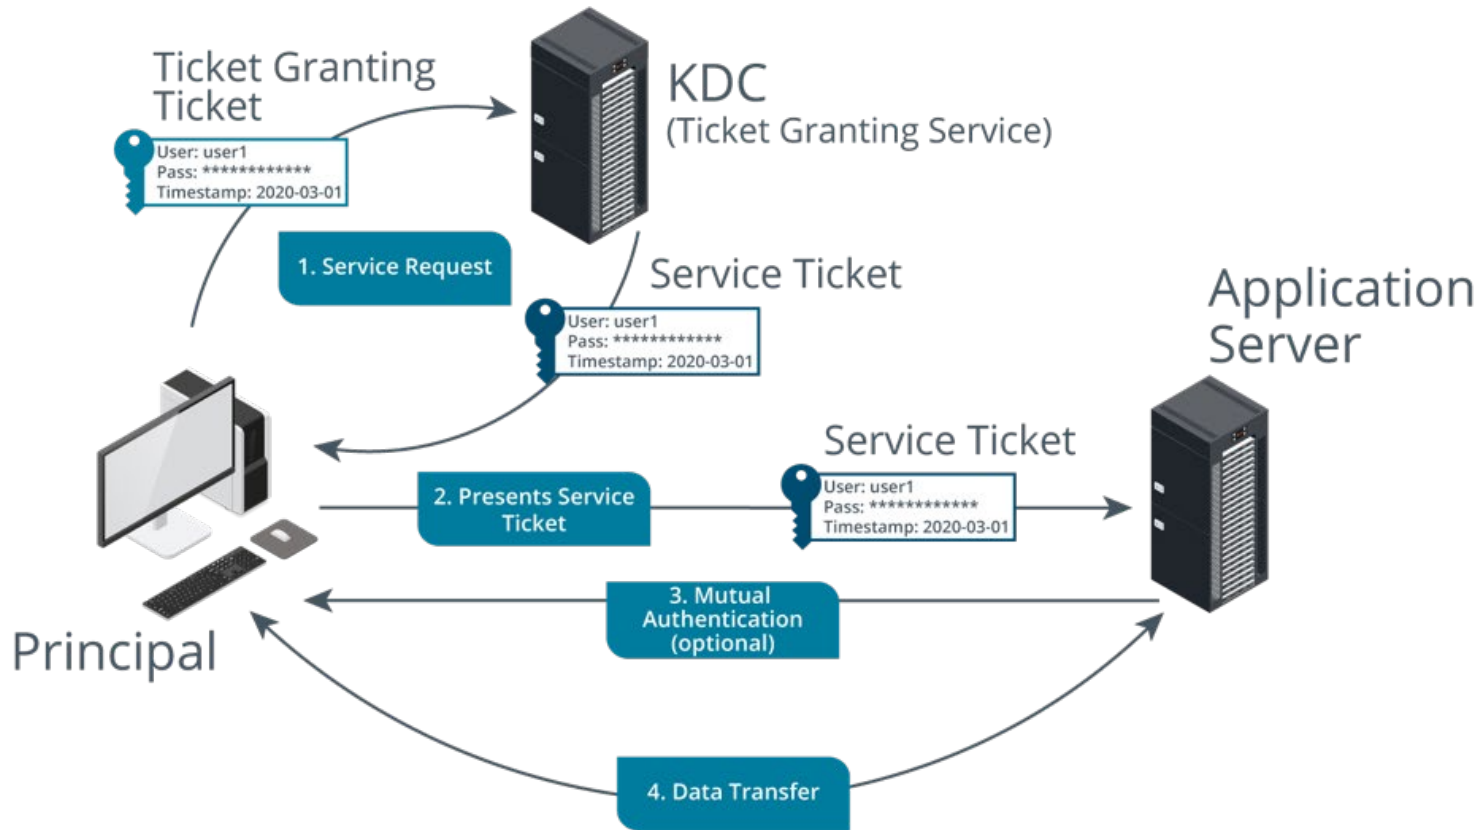 Ticket Granting
Ticket
User: user1
Pass: ************
Timestamp: 2020-03-01
KDC
(Ticket Granting Service)
1. Service Request
Service Ticket
User: user1
Pass: ************
Timestamp: 2020-03-01
Application
Server
Service Ticket
User: user1
Pass: ************
Timestamp: 2020-03-01
2. Presents Service
Ticket
3. Mutual
Authentication
(optional)
Principal
4. Data Transfer